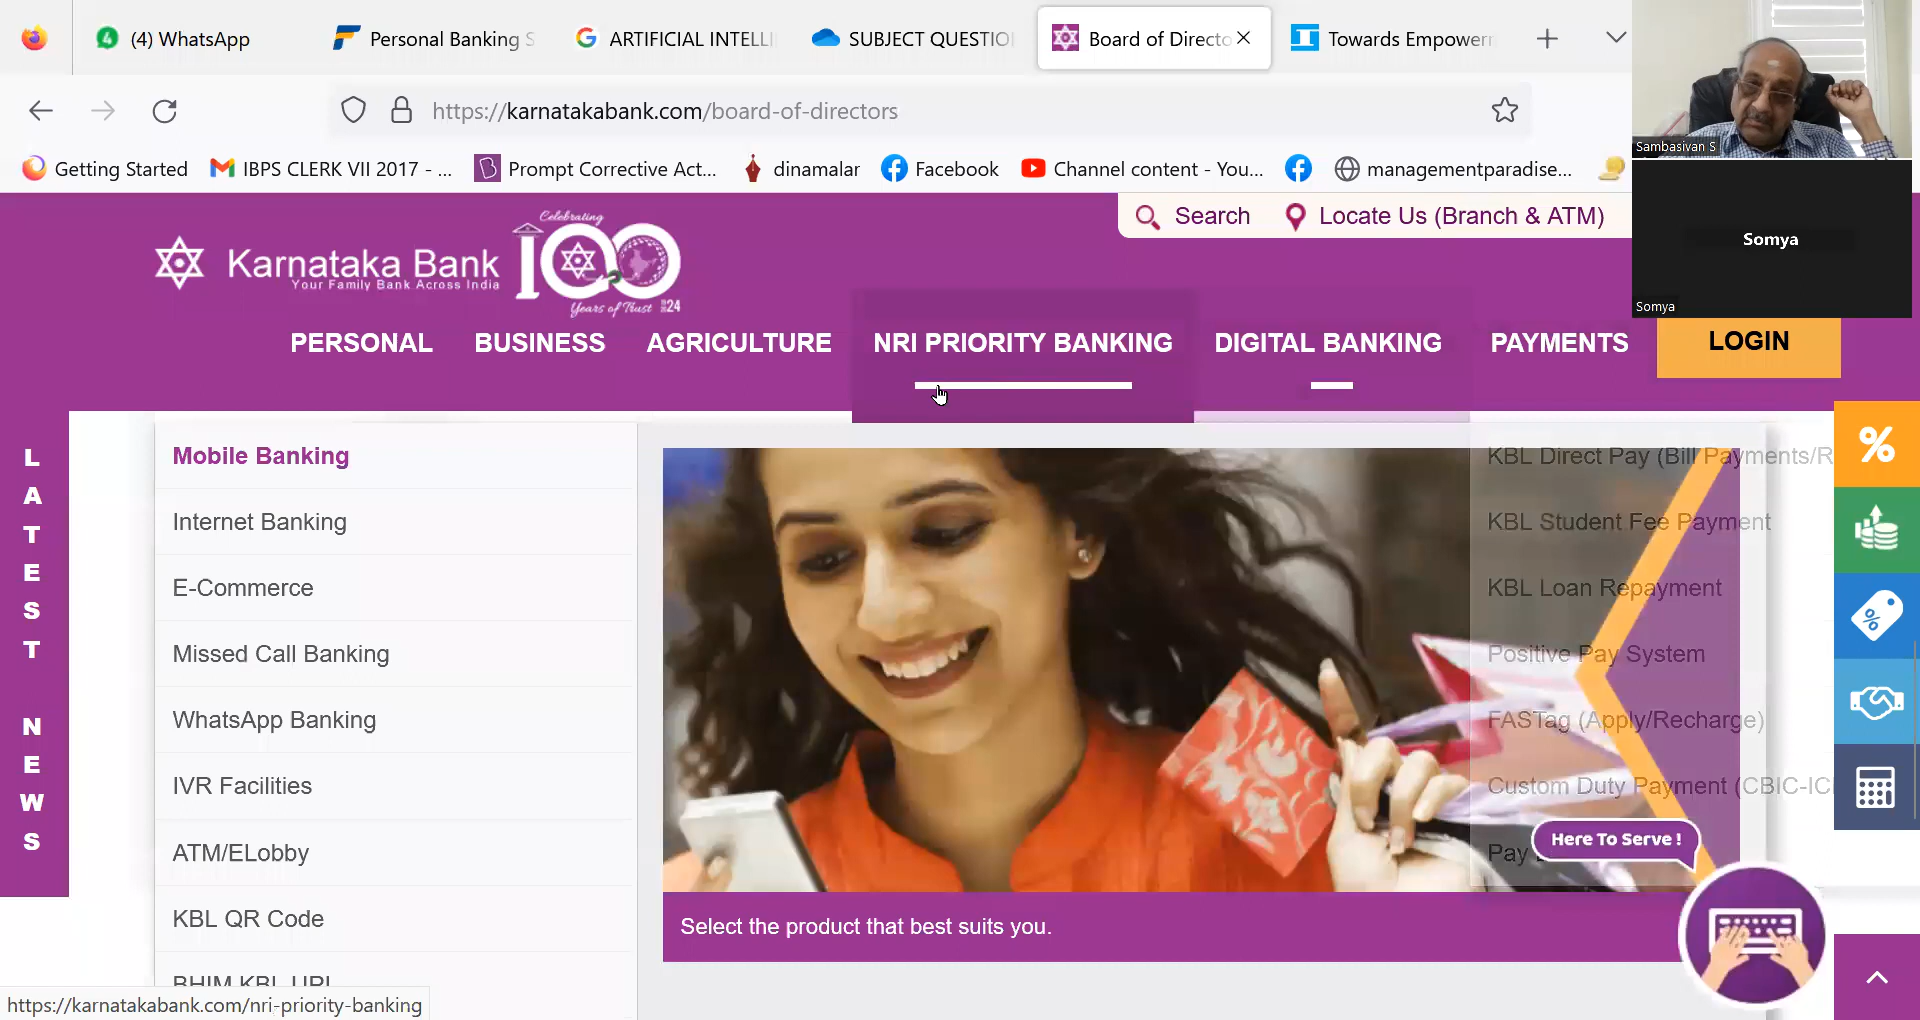 (4) WhatsApp
Personal Banking S
ARTIFICIAL INTELLI
SUBJECT QUESTIO
Board of Directo
Towards Empower
https://karnatakabank.com/board-of-directors
Getting Started
IBPS CLERK VII 2017 - ...
Prompt Corrective Act...
dinamalar
Facebook
Channel content - You...
managementparadise...
Sambasivan S
Somya
Somya
Search
Locate Us (Branch & ATM)
Karnataka Bank
Your Family Bank Across India
Celebrating
100
Years of Trust
24
PERSONAL
BUSINESS
AGRICULTURE
NRI PRIORITY BANKING
DIGITAL BANKING
PAYMENTS
LOGIN
LATEST NEWS
Mobile Banking
Internet Banking
E-Commerce
Missed Call Banking
WhatsApp Banking
IVR Facilities
ATM/ELobby
KBL QR Code
BHIM KBL UPI
KBL Direct Pay (Bill Payments/R
KBL Student Fee Payment
KBL Loan Repayment
Positive Pay System
FASTag (Apply/Recharge)
Custom Duty Payment (CBIC-IC
Pay
Here To Serve !
Select the product that best suits you.
https://karnatakabank.com/nri-priority-banking